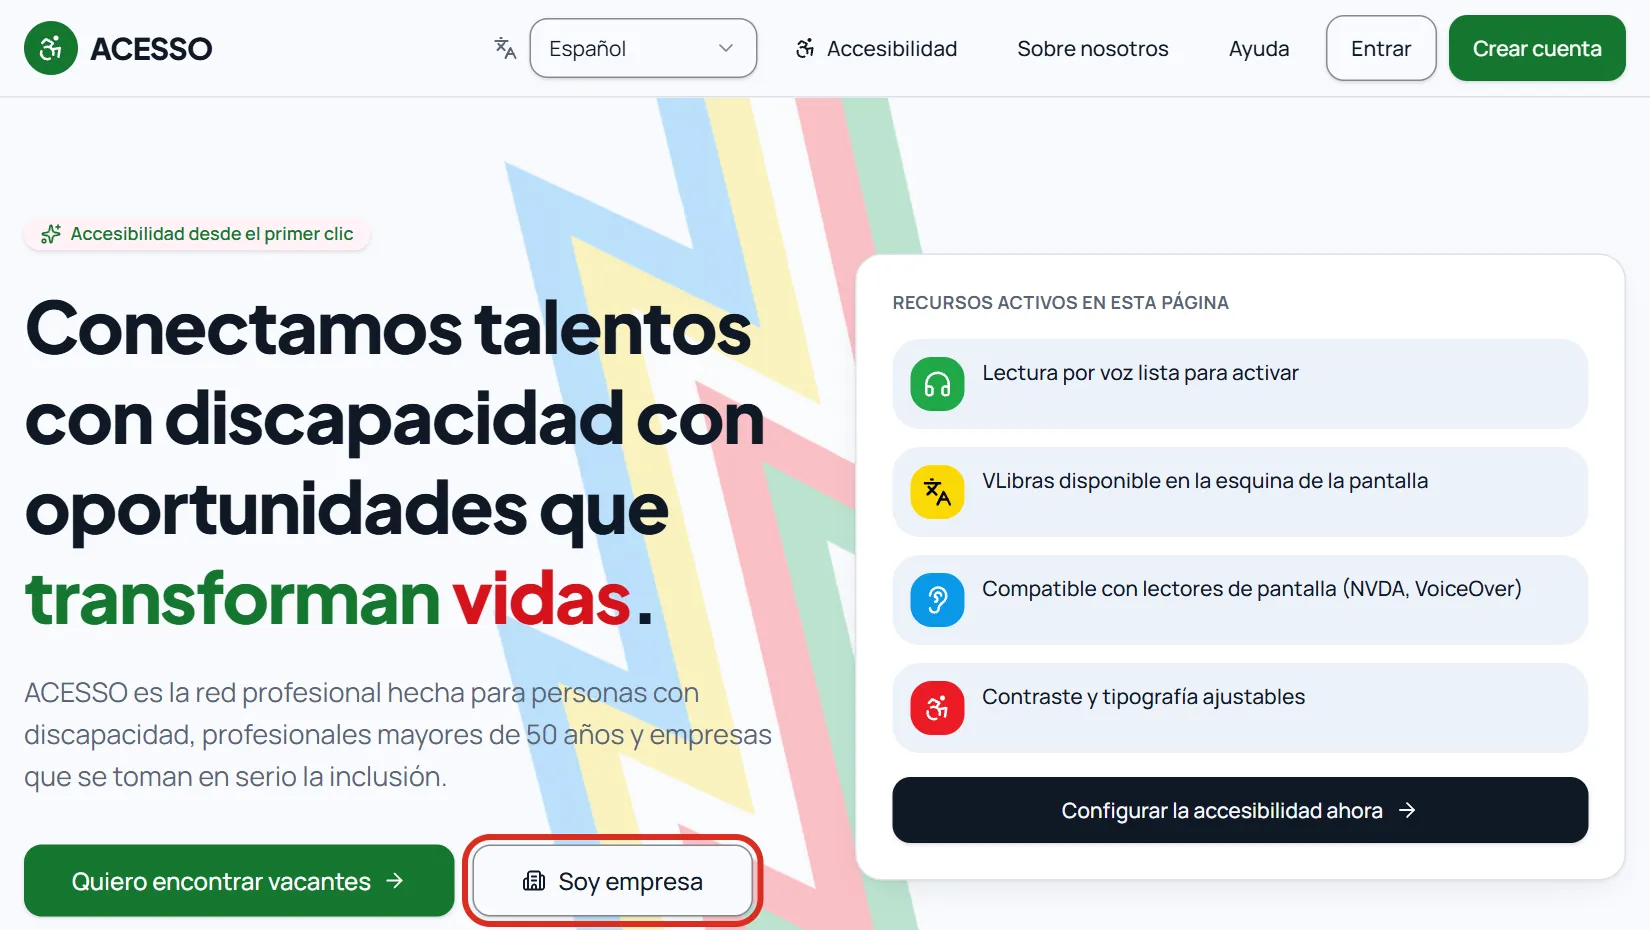 ACESSO
Español
Accesibilidad
Sobre nosotros
Ayuda
Entrar
Crear cuenta
Accesibilidad desde el primer clic
Conectamos talentos
con discapacidad con
oportunidades que
transforman vidas.
ACESSO es la red profesional hecha para personas con
discapacidad, profesionales mayores de 50 años y empresas
que se toman en serio la inclusión.
Quiero encontrar vacantes
Soy empresa
RECURSOS ACTIVOS EN ESTA PÁGINA
Lectura por voz lista para activar
VLibras disponible en la esquina de la pantalla
Compatible con lectores de pantalla (NVDA, VoiceOver)
Contraste y tipografía ajustables
Configurar la accesibilidad ahora